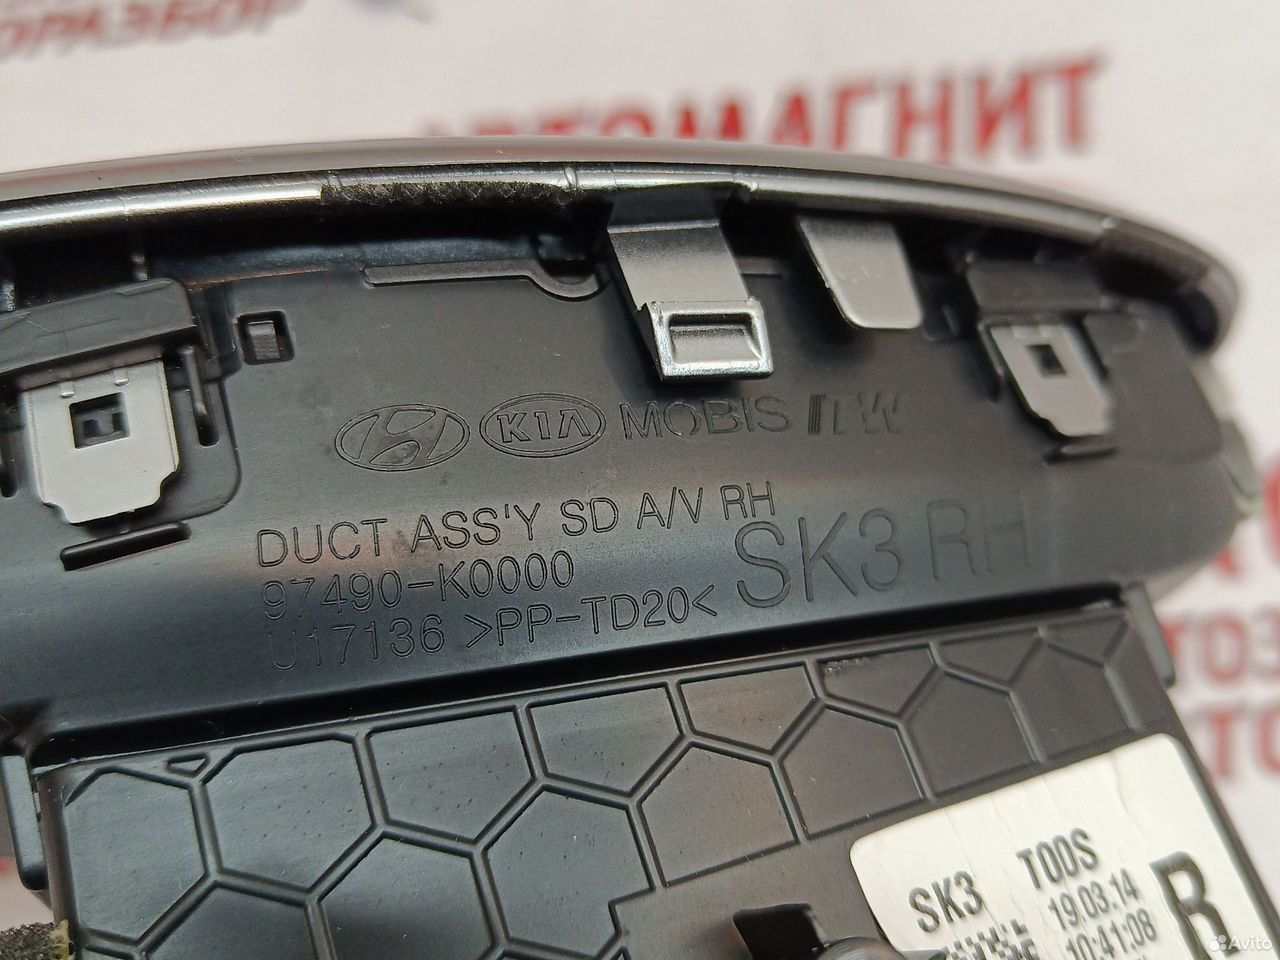 АВТОМАГНИТ
KIA MOBIS ITW
DUCT ASS'Y SD A/V RH
97490-K0000
U17136 >PP-TD20<
SK3 RH
SK3 T00S
19.03.14
10:41:08
R
Avito